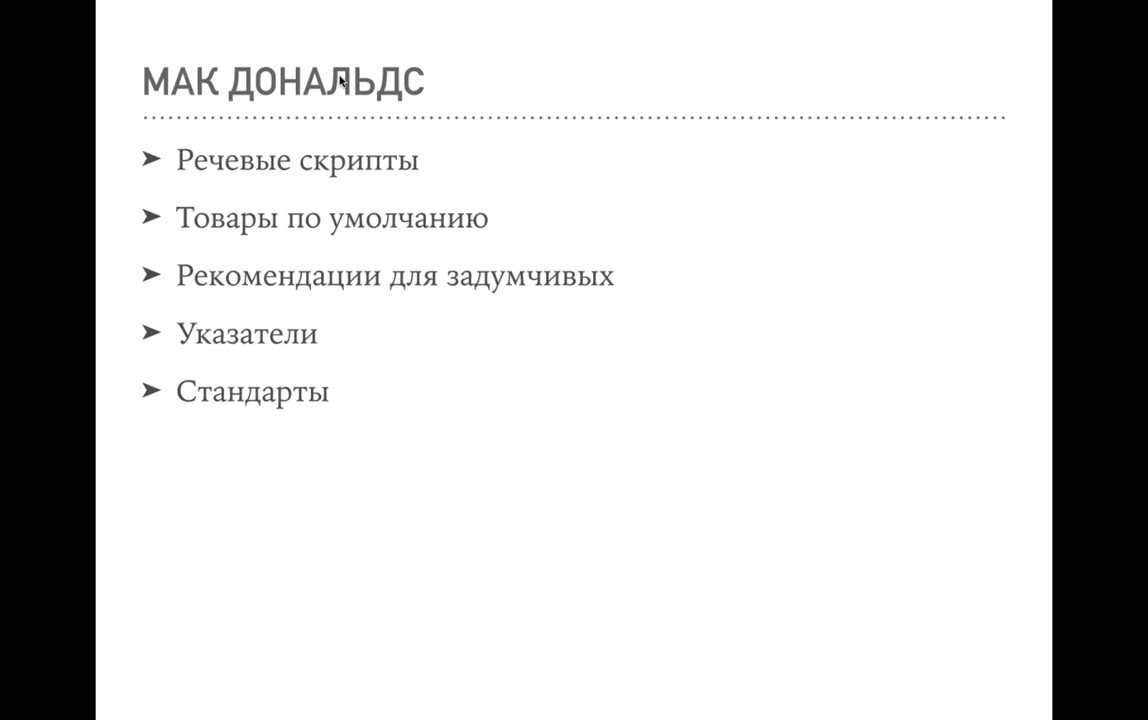 МАК ДОНАЛЬДС
➤ Речевые скрипты
➤ Товары по умолчанию
➤ Рекомендации для задумчивых
➤ Указатели
➤ Стандарты